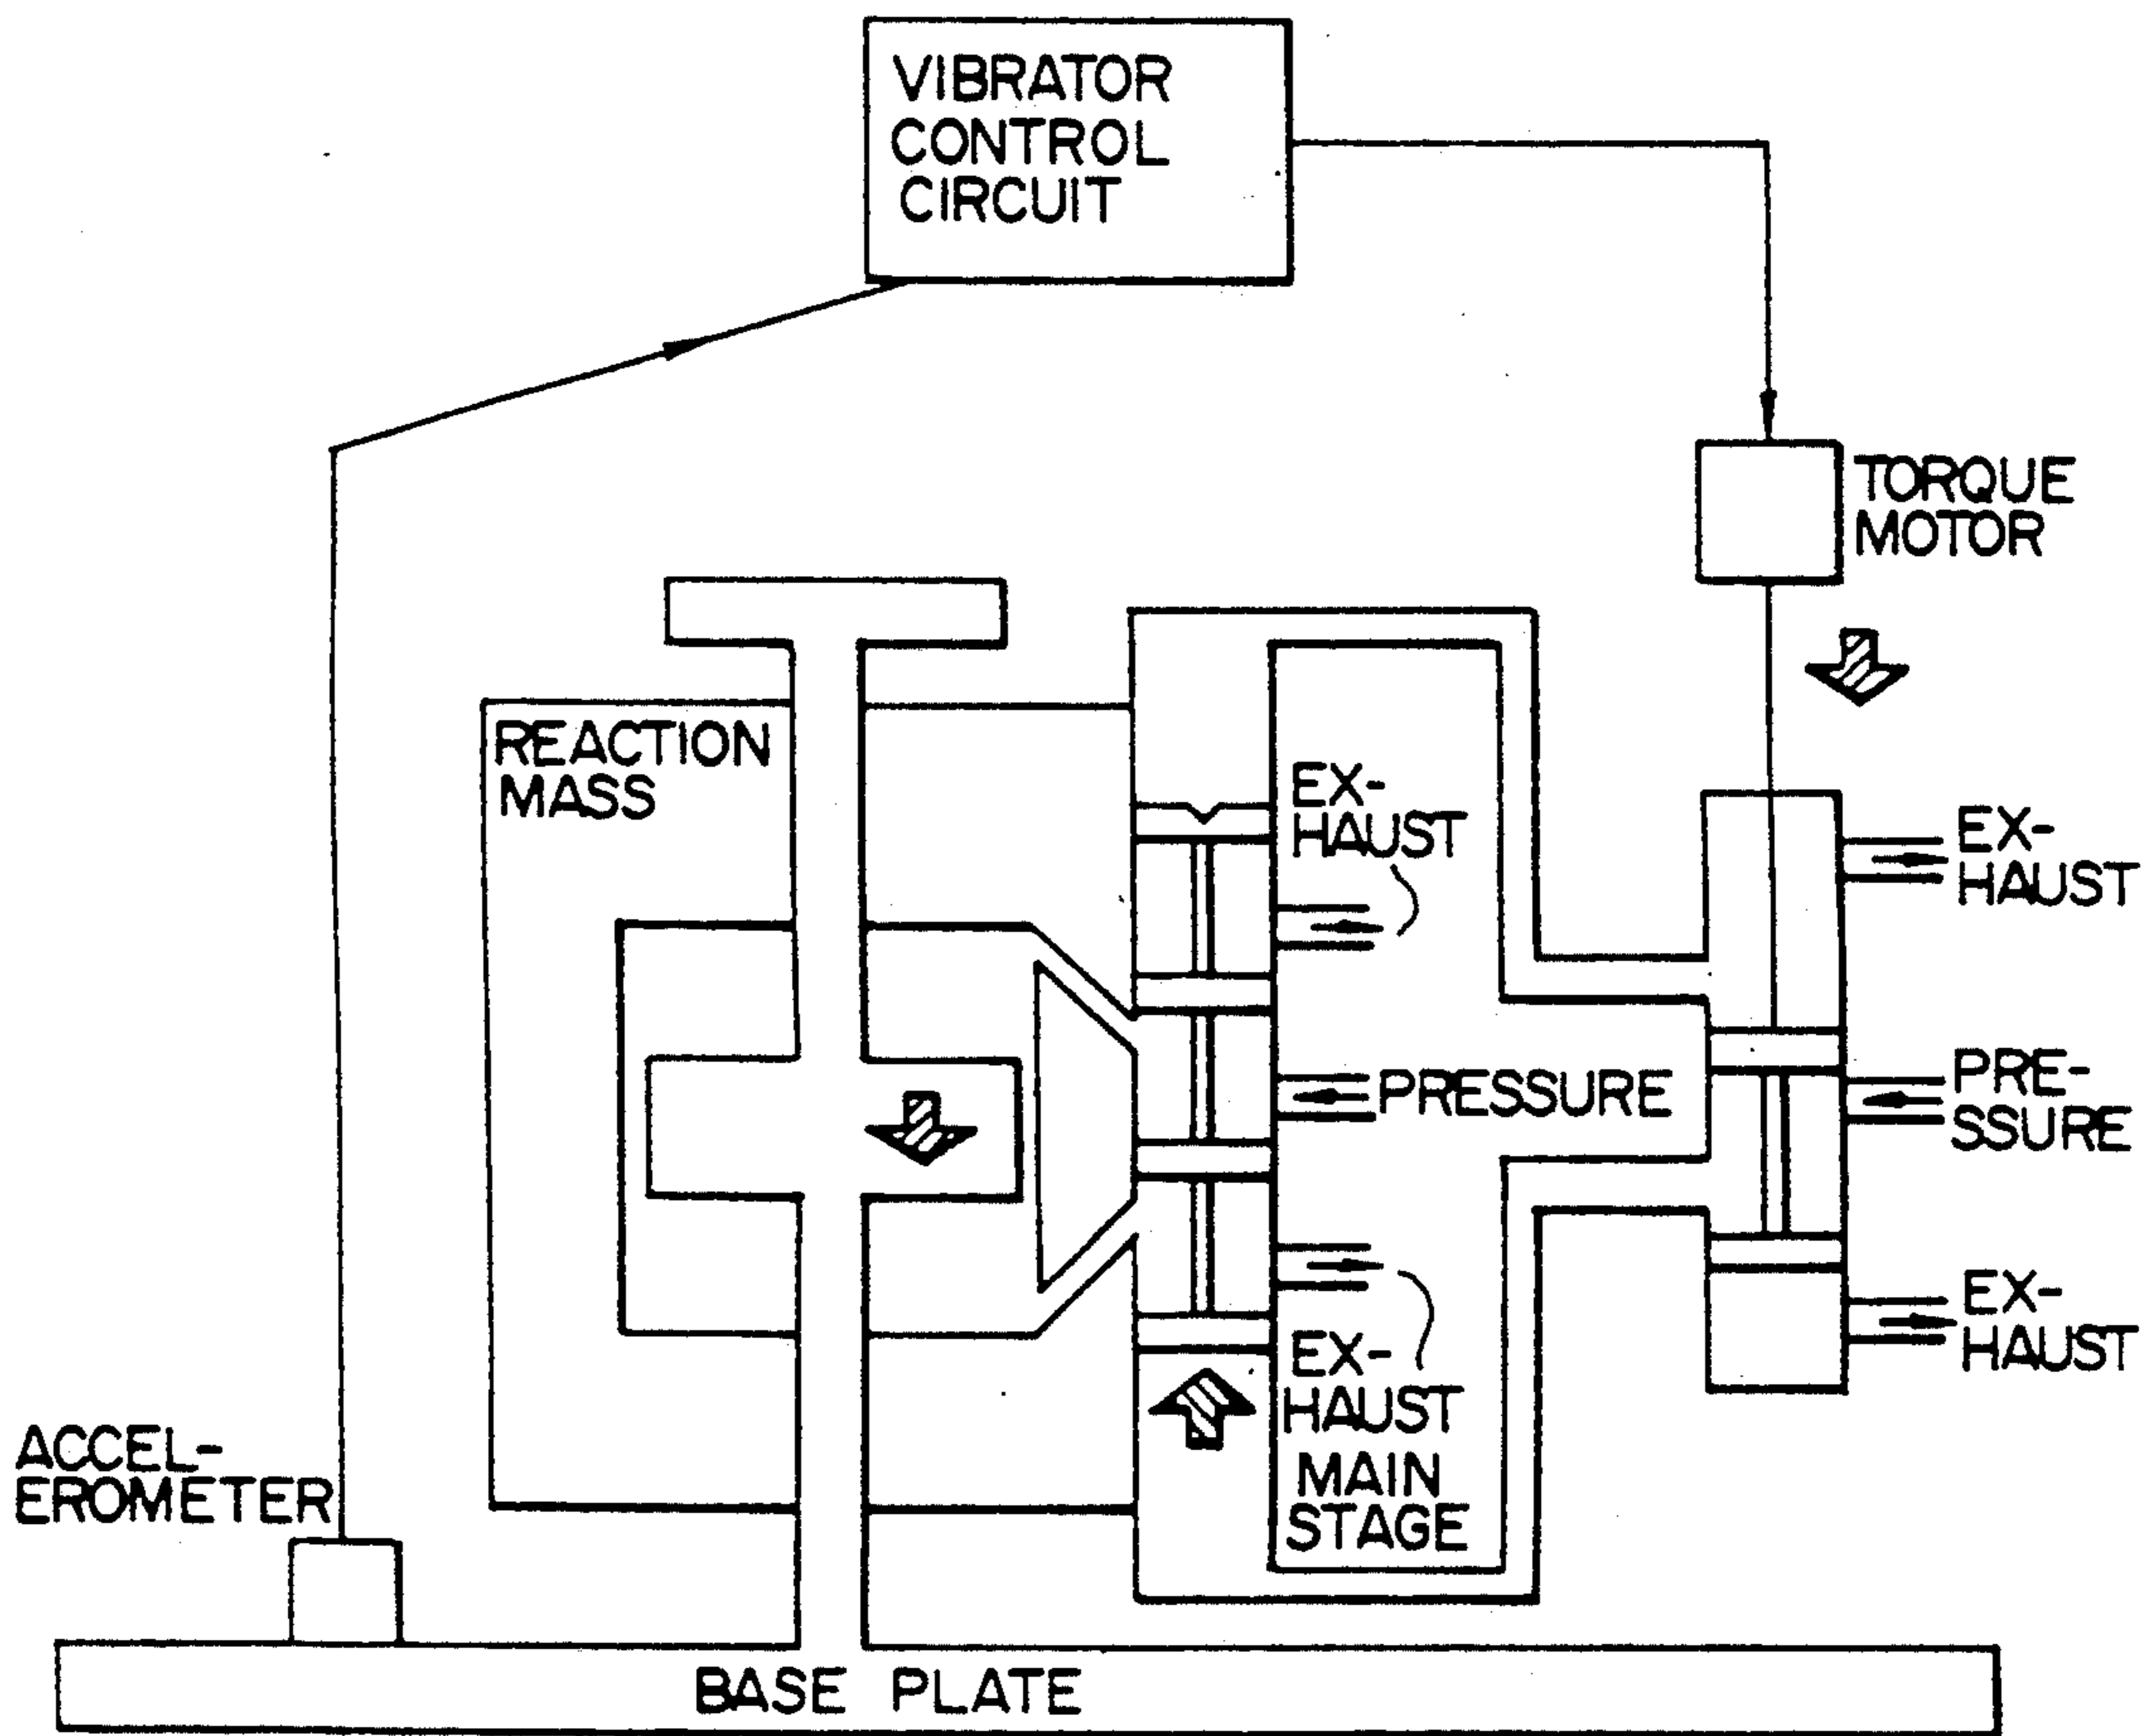 VIBRATOR
CONTROL
CIRCUIT
TORQUE
MOTOR
REACTION
MASS
EX-
HAUST
EX-
HAUST
PRESSURE
PRE-
SSURE
EX-
HAUST
EX-
HAUST
MAIN
STAGE
ACCEL-
EROMETER
BASE PLATE